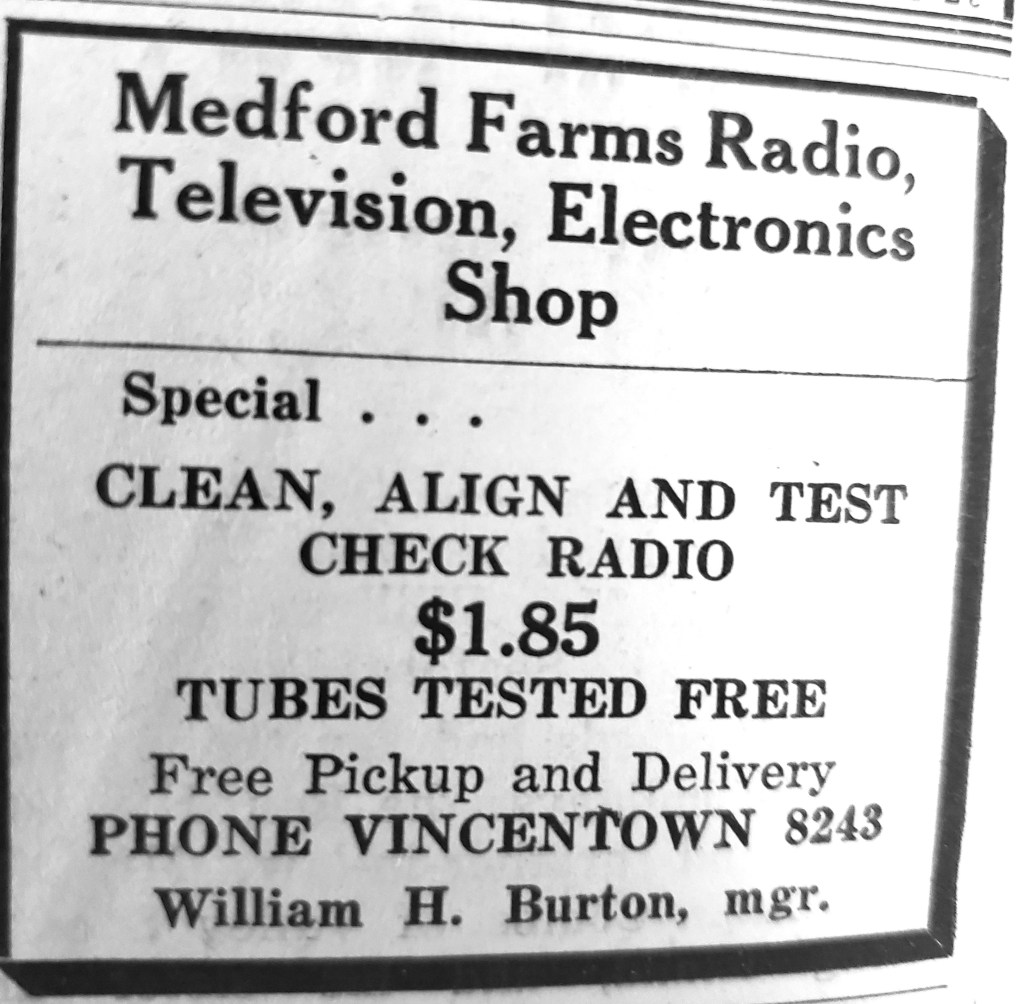 Medford Farms Radio,
Television, Electronics
Shop
Special . . .
CLEAN, ALIGN AND TEST
CHECK RADIO
$1.85
TUBES TESTED FREE
Free Pickup and Delivery
PHONE VINCENTOWN 8243
William H. Burton, mgr.